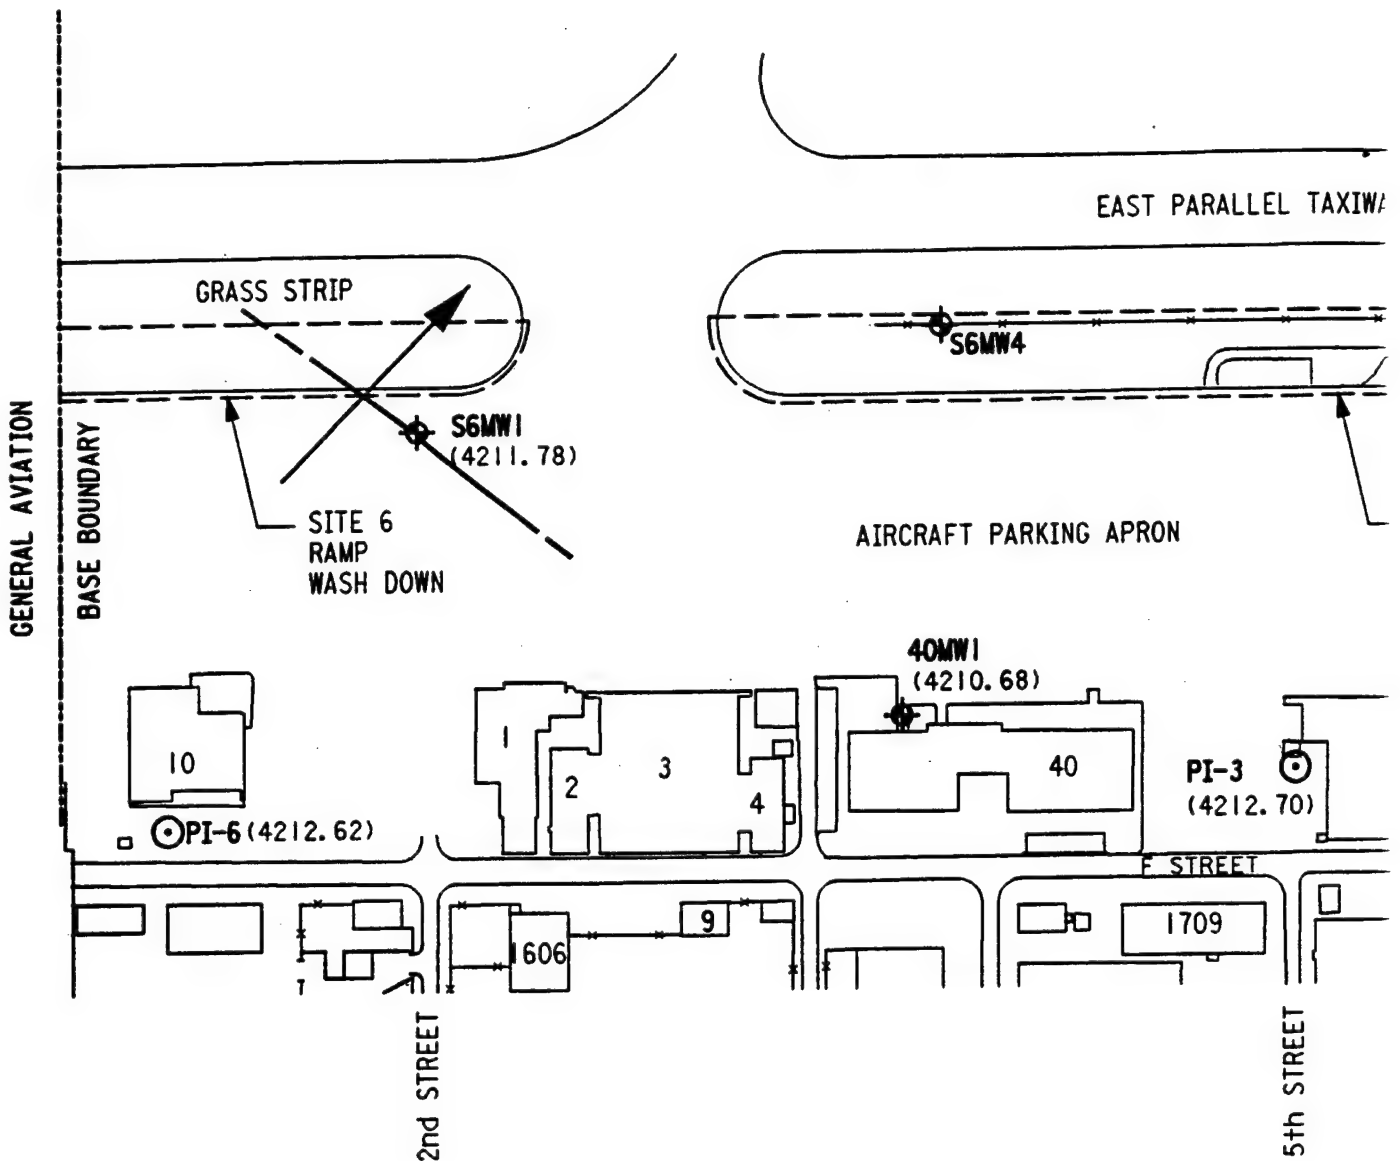 EAST PARALLEL TAXIWA
GRASS STRIP
S6MW4
GENERAL AVIATION
BASE BOUNDARY
S6MW1
(4211.78)
SITE 6
RAMP
WASH DOWN
AIRCRAFT PARKING APRON
40MW1
(4210.68)
10
1
2
3
4
40
PI-3
(4212.70)
PI-6 (4212.62)
F STREET
1606
9
1709
2nd STREET
5th STREET